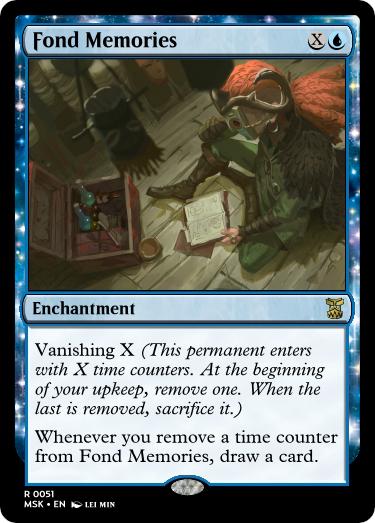 Fond Memories X
Enchantment
Vanishing X (This permanent enters
with X time counters. At the beginning
of your upkeep, remove one. When the
last is removed, sacrifice it.)
Whenever you remove a time counter
from Fond Memories, draw a card.
R 0051
MSK • EN LEI MIN